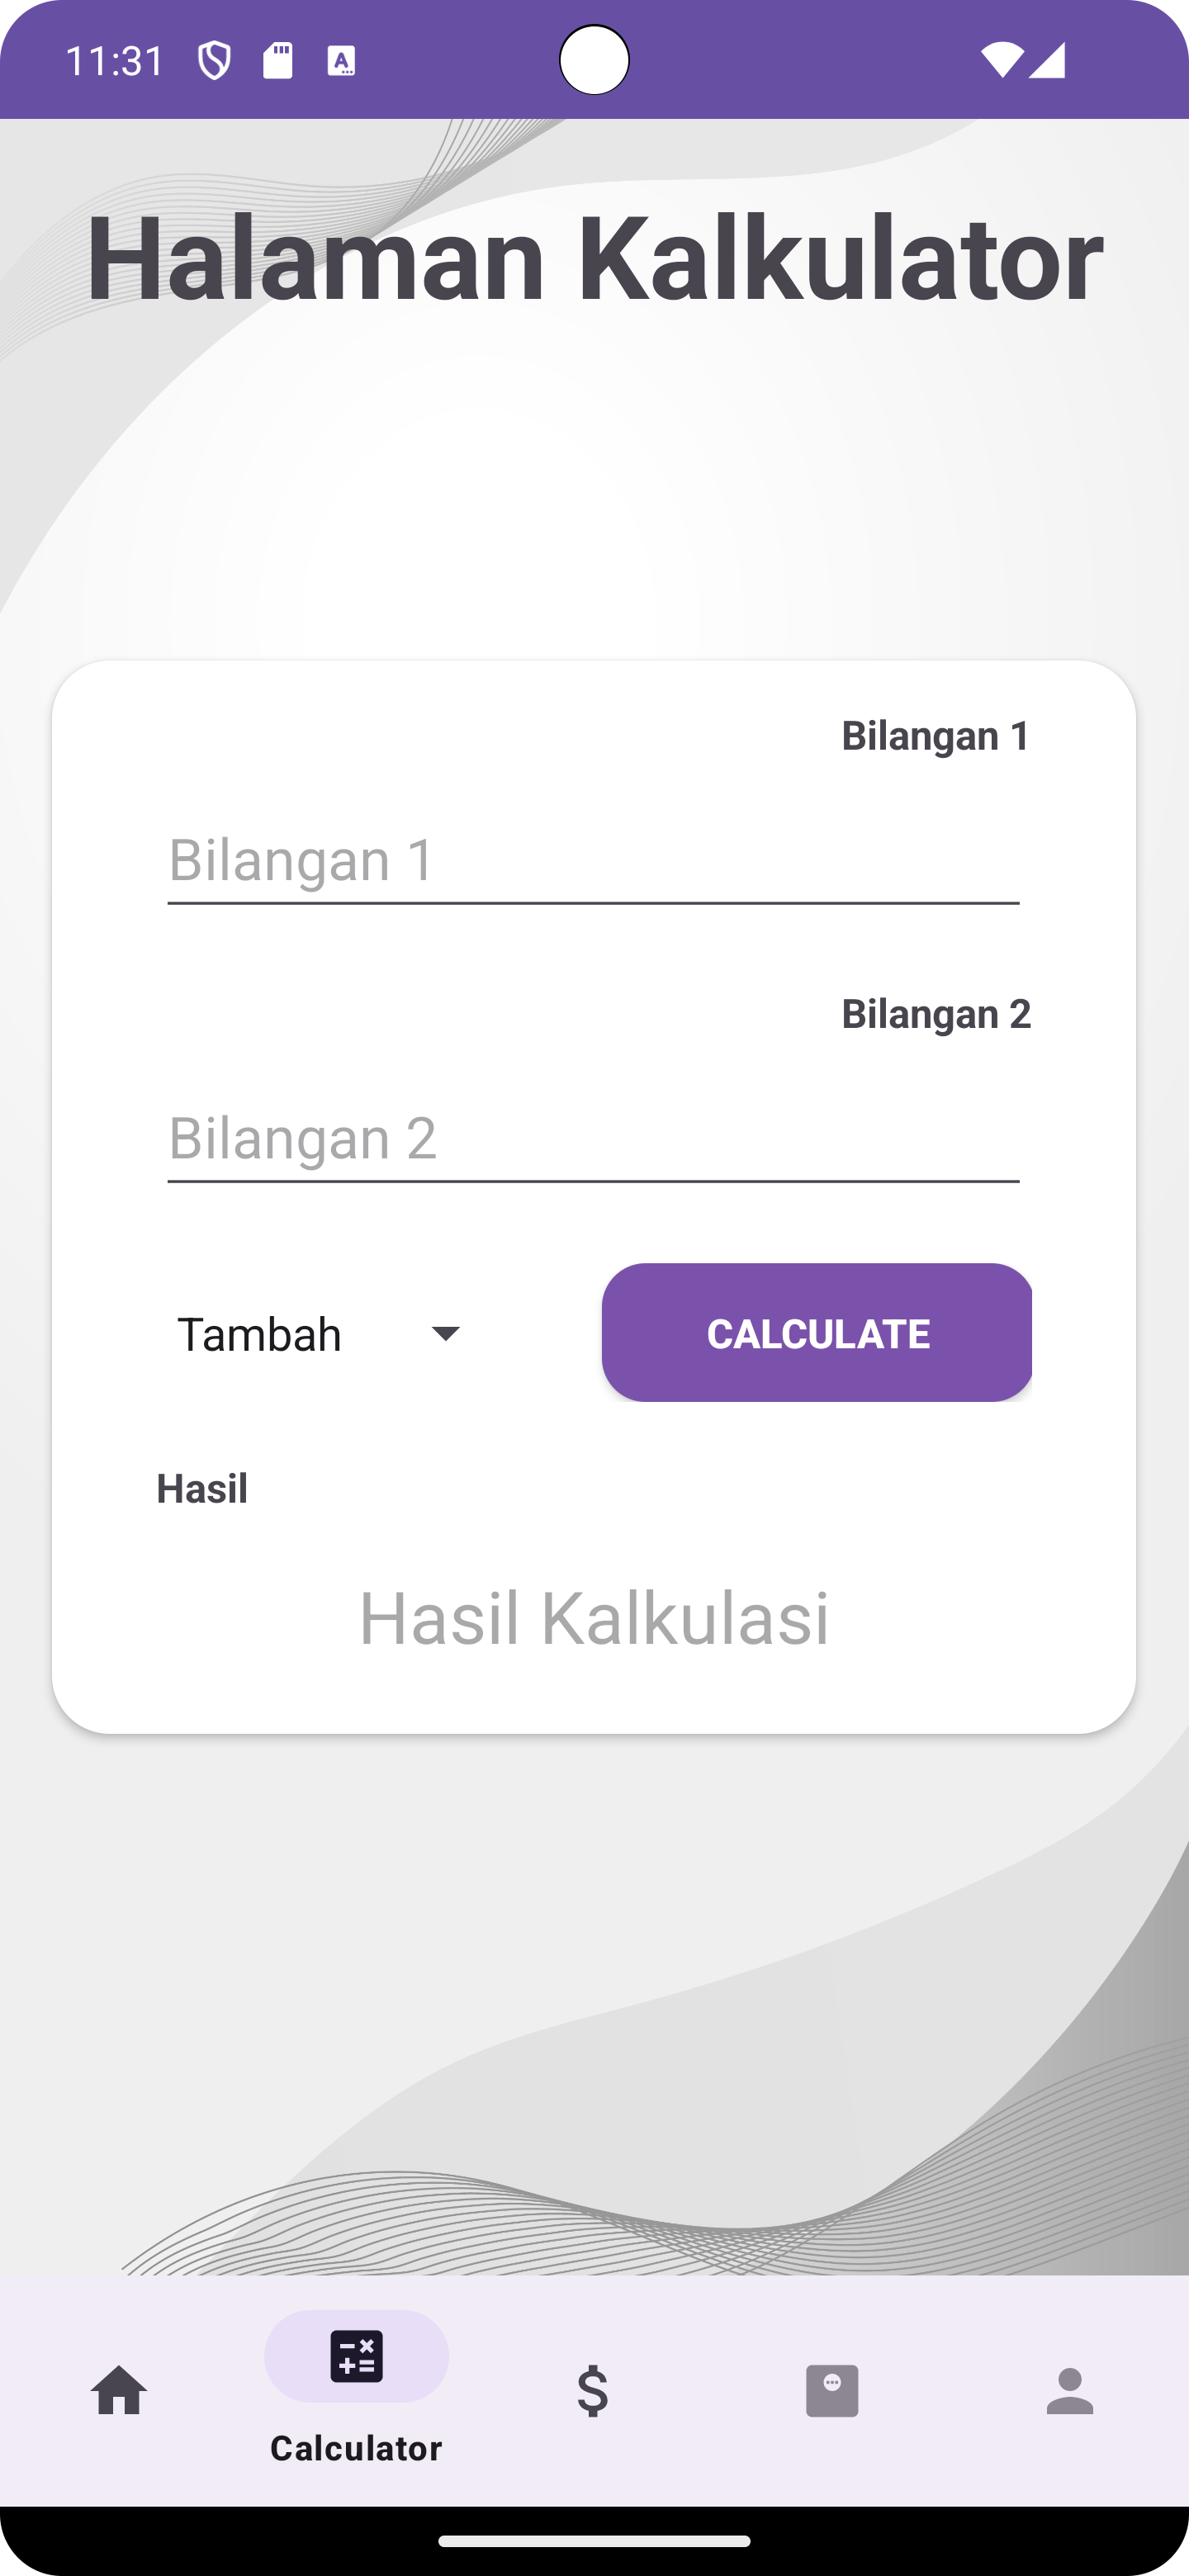 11:31
Halaman Kalkulator
Bilangan 1
Bilangan 1
Bilangan 2
Bilangan 2
Tambah
CALCULATE
Hasil
Hasil Kalkulasi
Calculator